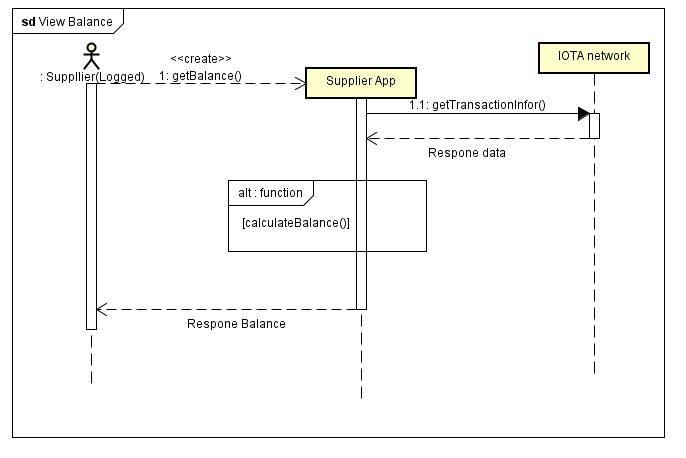 sd View Balance
<<create>>
IOTA network
: Suppllier(Logged)
1: getBalance()
Supplier App
1.1: getTransactionInfor()
Respone data
alt : function
[calculateBalance()]
Respone Balance